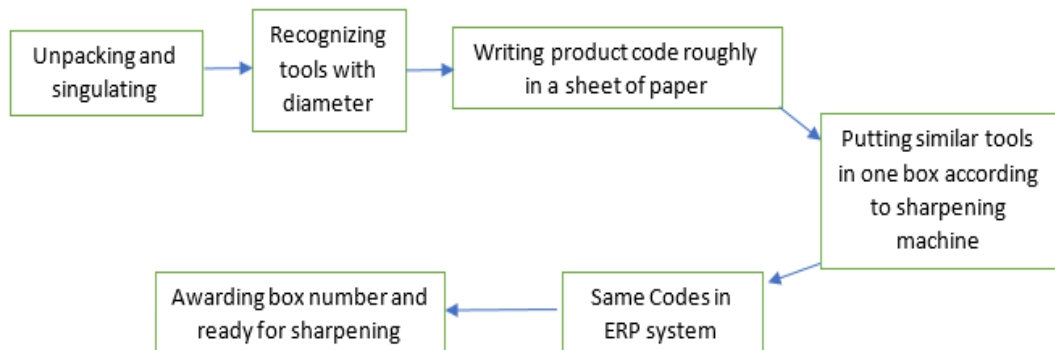 Unpacking and
singulating
Recognizing
tools with
diameter
Writing product code roughly
in a sheet of paper
Putting similar tools
in one box according
to sharpening
machine
Same Codes in
ERP system
Awarding box number and
ready for sharpening